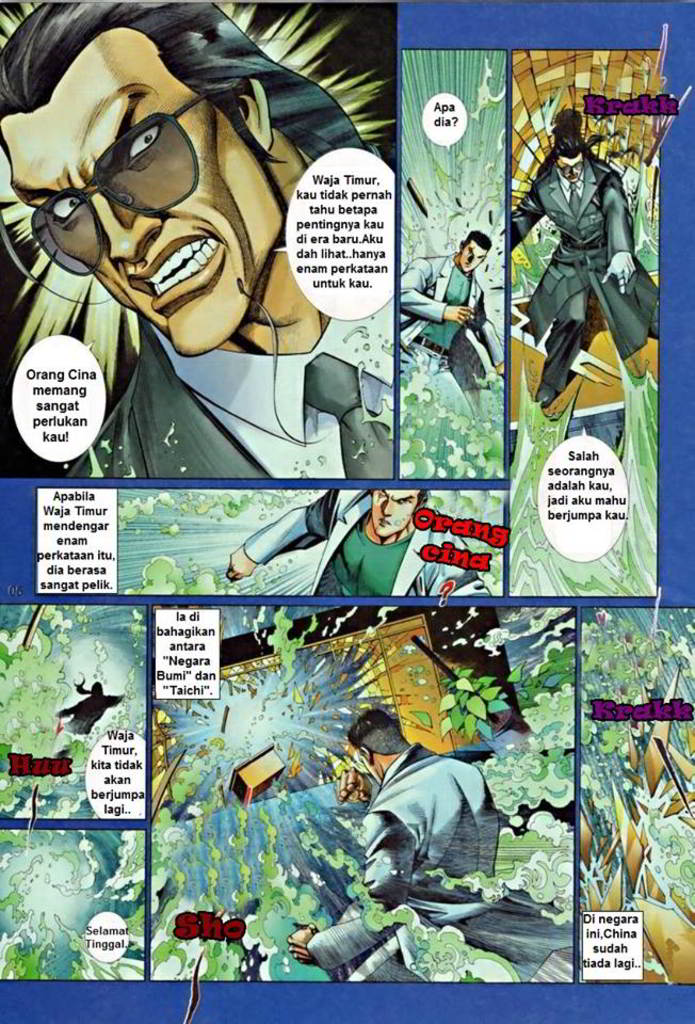 Waja Timur,
kau tidak pernah
tahu betapa
pentingnya kau
di era baru.Aku
dah lihat hanya
enam perkataan
untuk kau.
Orang Cina
memang
sangat
perlukan
kau!
Apa
dia?
Krakk
Salah
seorangnya
adalah kau,
jadi aku mahu
berjumpa kau.
Apabila
Waja Timur
mendengar
enam
perkataan itu,
dia berasa
sangat pelik.
Orang
cina
?
05
Huu
Waja
Timur,
kita tidak
akan
berjumpa
lagi..
Selamat
Tinggal.
Ia di
bahagikan
antara
"Negara
Bumi" dan
"Taichi".
Sho
Krakk
Di negara
ini,China
sudah
tiada lagi..